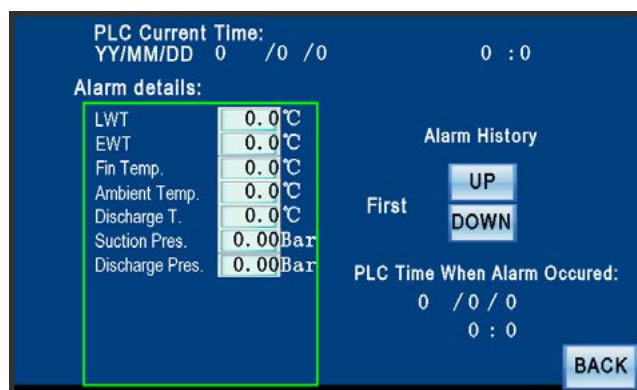 PLC Current Time:
YY/MM/DD 0 /0 /0 0 :0
Alarm details:
LWT 0.0℃
EWT 0.0℃
Fin Temp. 0.0℃
Ambient Temp. 0.0℃
Discharge T. 0.0℃
Suction Pres. 0.00Bar
Discharge Pres. 0.00Bar
Alarm History
First
UP
DOWN
PLC Time When Alarm Occured:
0 /0 / 0
0 : 0
BACK